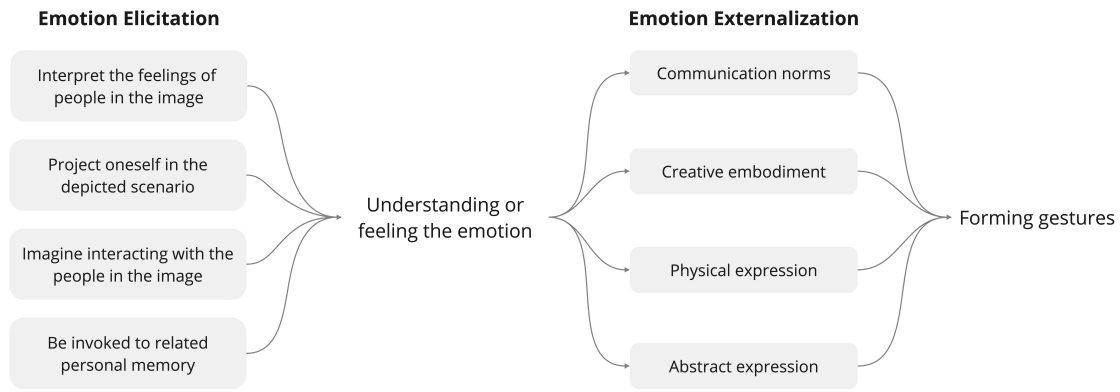 Emotion Elicitation
Interpret the feelings of
people in the image
Project oneself in the
depicted scenario
Imagine interacting with the
people in the image
Be invoked to related
personal memory
Understanding or
feeling the emotion
Emotion Externalization
Communication norms
Creative embodiment
Physical expression
Abstract expression
Forming gestures